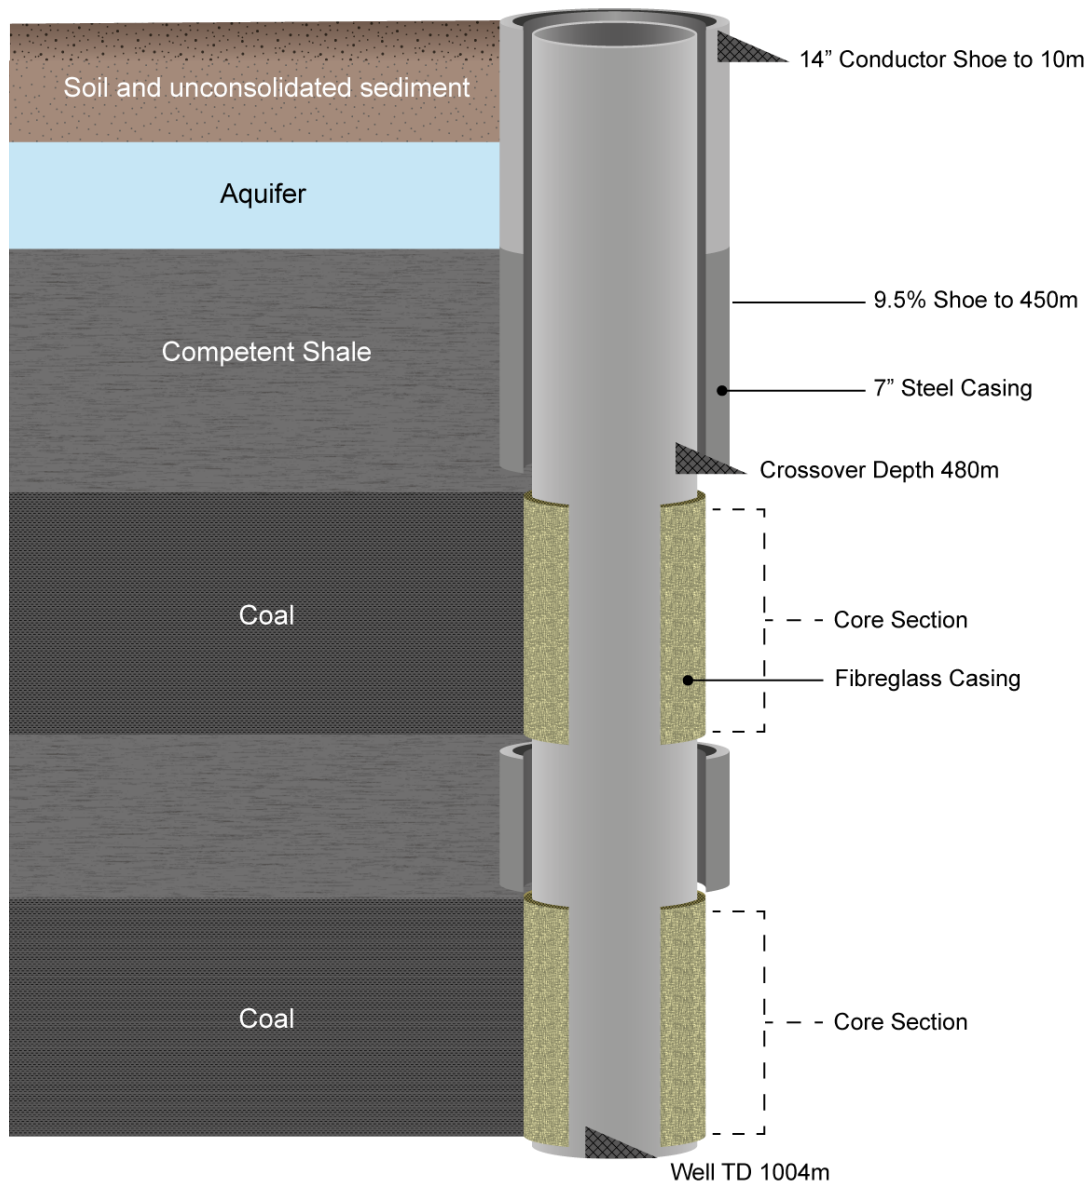 14” Conductor Shoe to 10m
Soil and unconsolidated sediment
Aquifer
9.5% Shoe to 450m
Competent Shale
7” Steel Casing
Crossover Depth 480m
Coal
Core Section
Fibreglass Casing
Coal
Core Section
Well TD 1004m